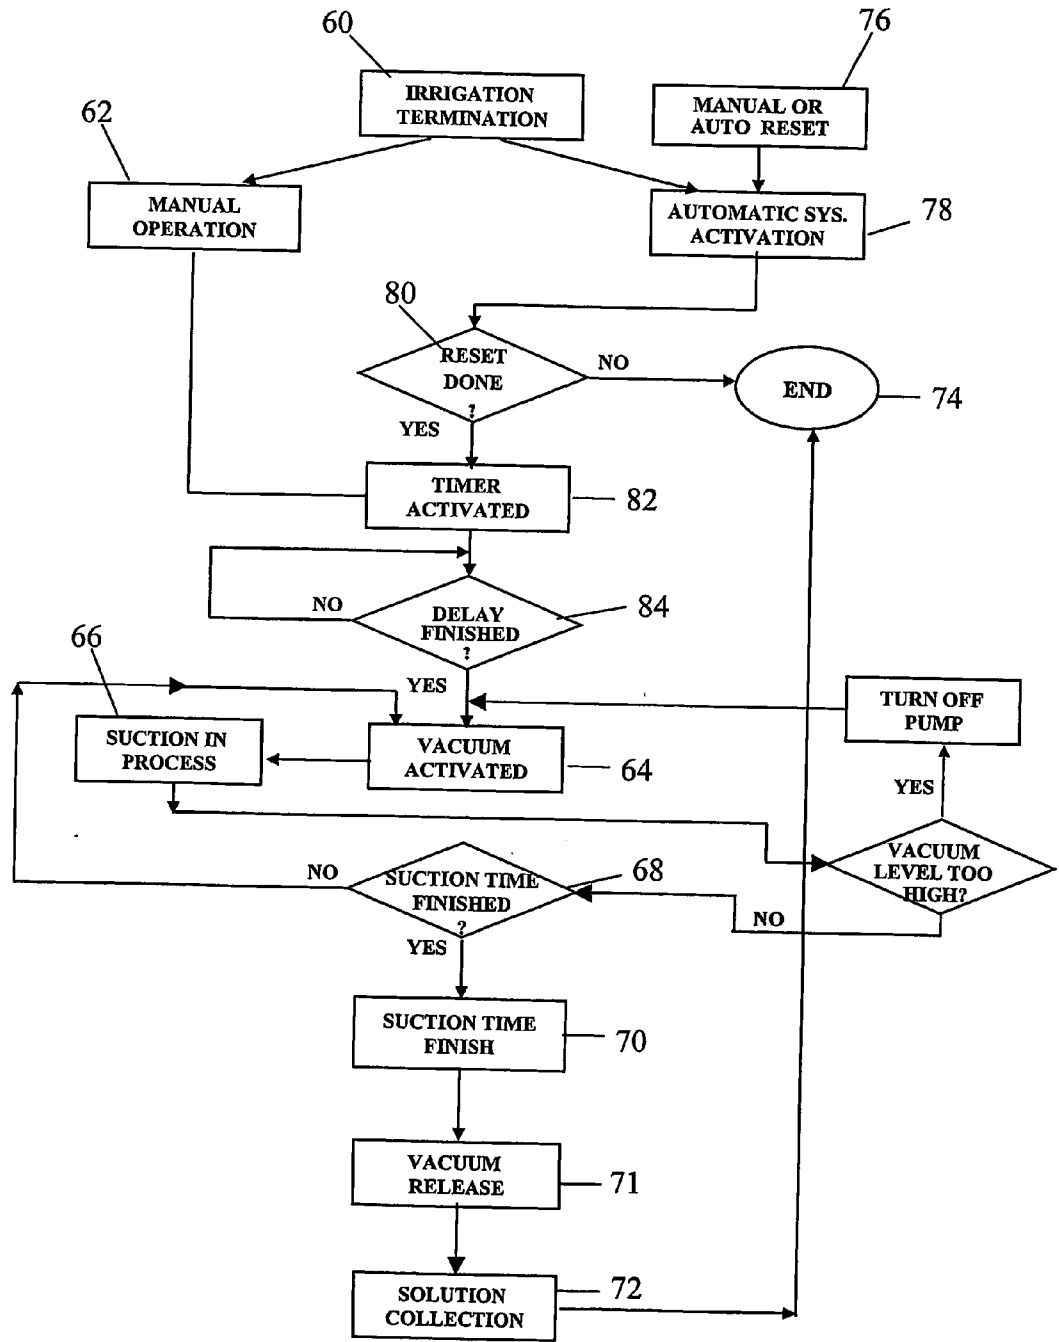 60
76
IRRIGATION
TERMINATION
MANUAL OR
AUTO RESET
62
MANUAL
OPERATION
AUTOMATIC SYS.
ACTIVATION
78
80
RESET
DONE
?
NO
END
74
YES
TIMER
ACTIVATED
82
NO
DELAY
FINISHED
?
84
66
YES
TURN OFF
PUMP
SUCTION IN
PROCESS
VACUUM
ACTIVATED
64
YES
VACUUM
LEVEL TOO
HIGH?
NO
SUCTION TIME
FINISHED
?
68
NO
YES
SUCTION TIME
FINISH
70
VACUUM
RELEASE
71
SOLUTION
COLLECTION
72